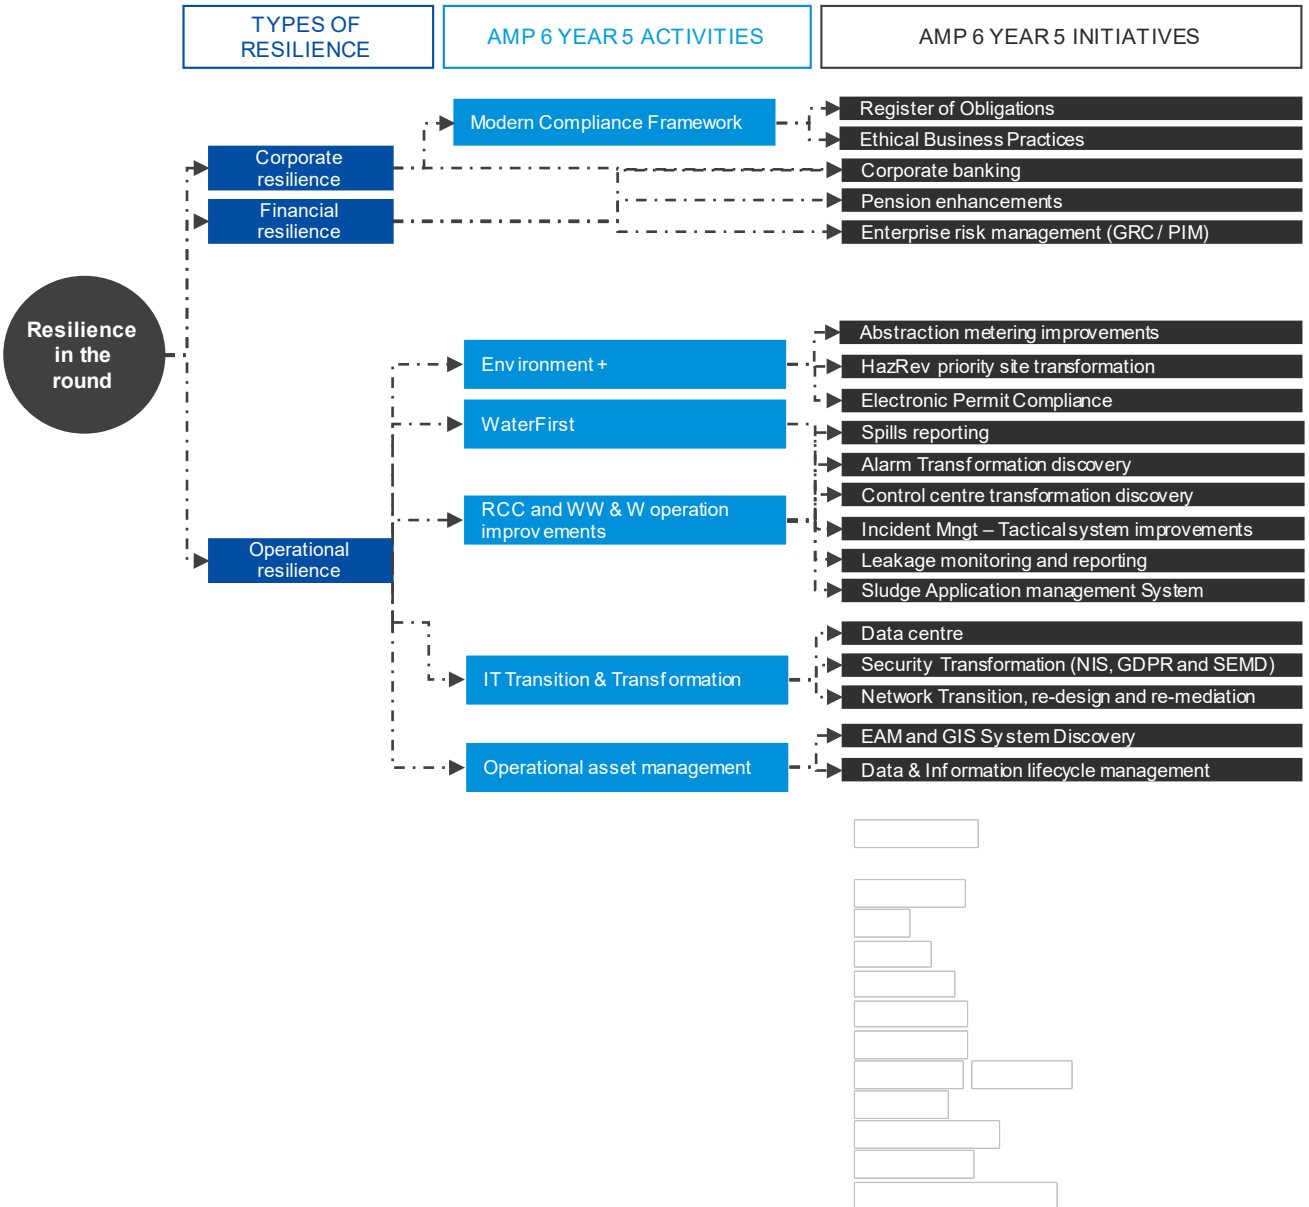 TYPES OF
RESILIENCE
AMP 6 YEAR 5 ACTIVITIES
AMP 6 YEAR 5 INITIATIVES
Resilience
in the
round
Corporate
resilience
Financial
resilience
Operational
resilience
Modern Compliance Framework
Environment +
WaterFirst
RCC and WW & W operation
improvements
IT Transition & Transformation
Operational asset management
Register of Obligations
Ethical Business Practices
Corporate banking
Pension enhancements
Enterprise risk management (GRC / PIM)
Abstraction metering improvements
HazRev priority site transformation
Electronic Permit Compliance
Spills reporting
Alarm Transformation discovery
Control centre transformation discovery
Incident Mngt – Tactical system improvements
Leakage monitoring and reporting
Sludge Application management System
Data centre
Security Transformation (NIS, GDPR and SEMD)
Network Transition, re-design and re-mediation
EAM and GIS System Discovery
Data & Information lifecycle management